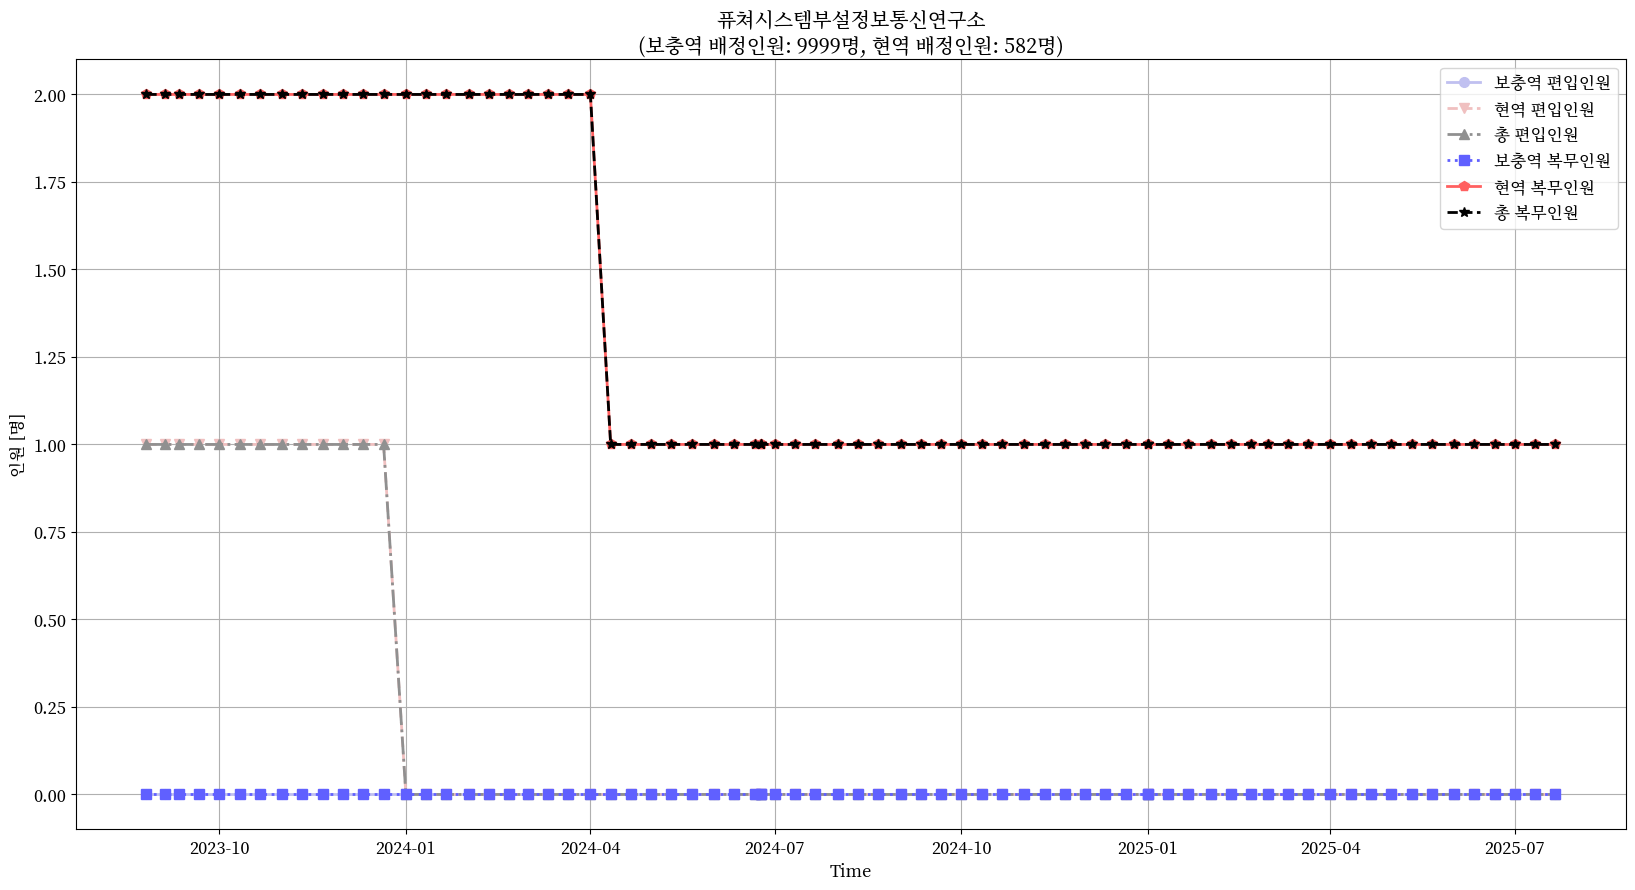 퓨쳐시스템부설정보통신연구소
(보충역 배정인원: 9999명, 현역 배정인원: 582명)
보충역 편입인원
현역 편입인원
총 편입인원
보충역 복무인원
현역 복무인원
총 복무인원
인원 [명]
2.00
1.75
1.50
1.25
1.00
0.75
0.50
0.25
0.00
2023-10
2024-01
2024-04
2024-07
2024-10
2025-01
2025-04
2025-07
Time